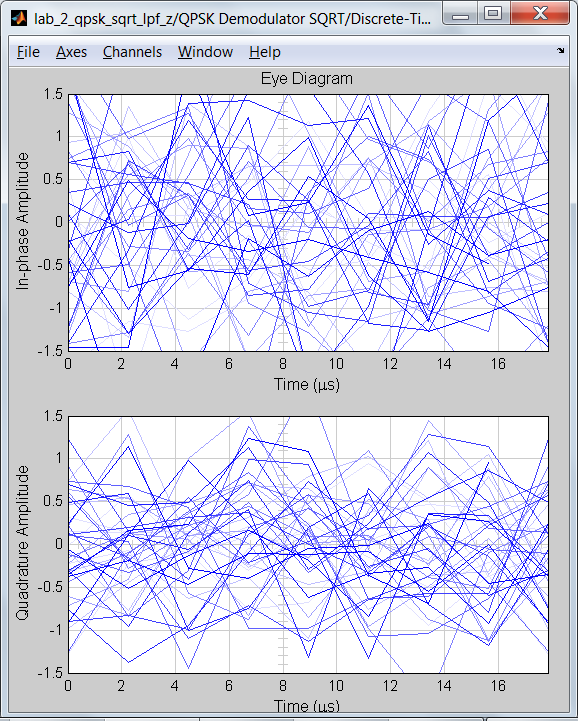 lab_2_qpsk_sqrt_lpf_z/QPSK Demodulator SQRT/Discrete-Ti...
File Axes Channels Window Help
Eye Diagram
1.5
1
0.5
0
-0.5
-1
-1.5
In-phase Amplitude
0 2 4 6 8 10 12 14 16
Time (μs)
1.5
1
0.5
0
-0.5
-1
-1.5
Quadrature Amplitude
0 2 4 6 8 10 12 14 16
Time (μs)